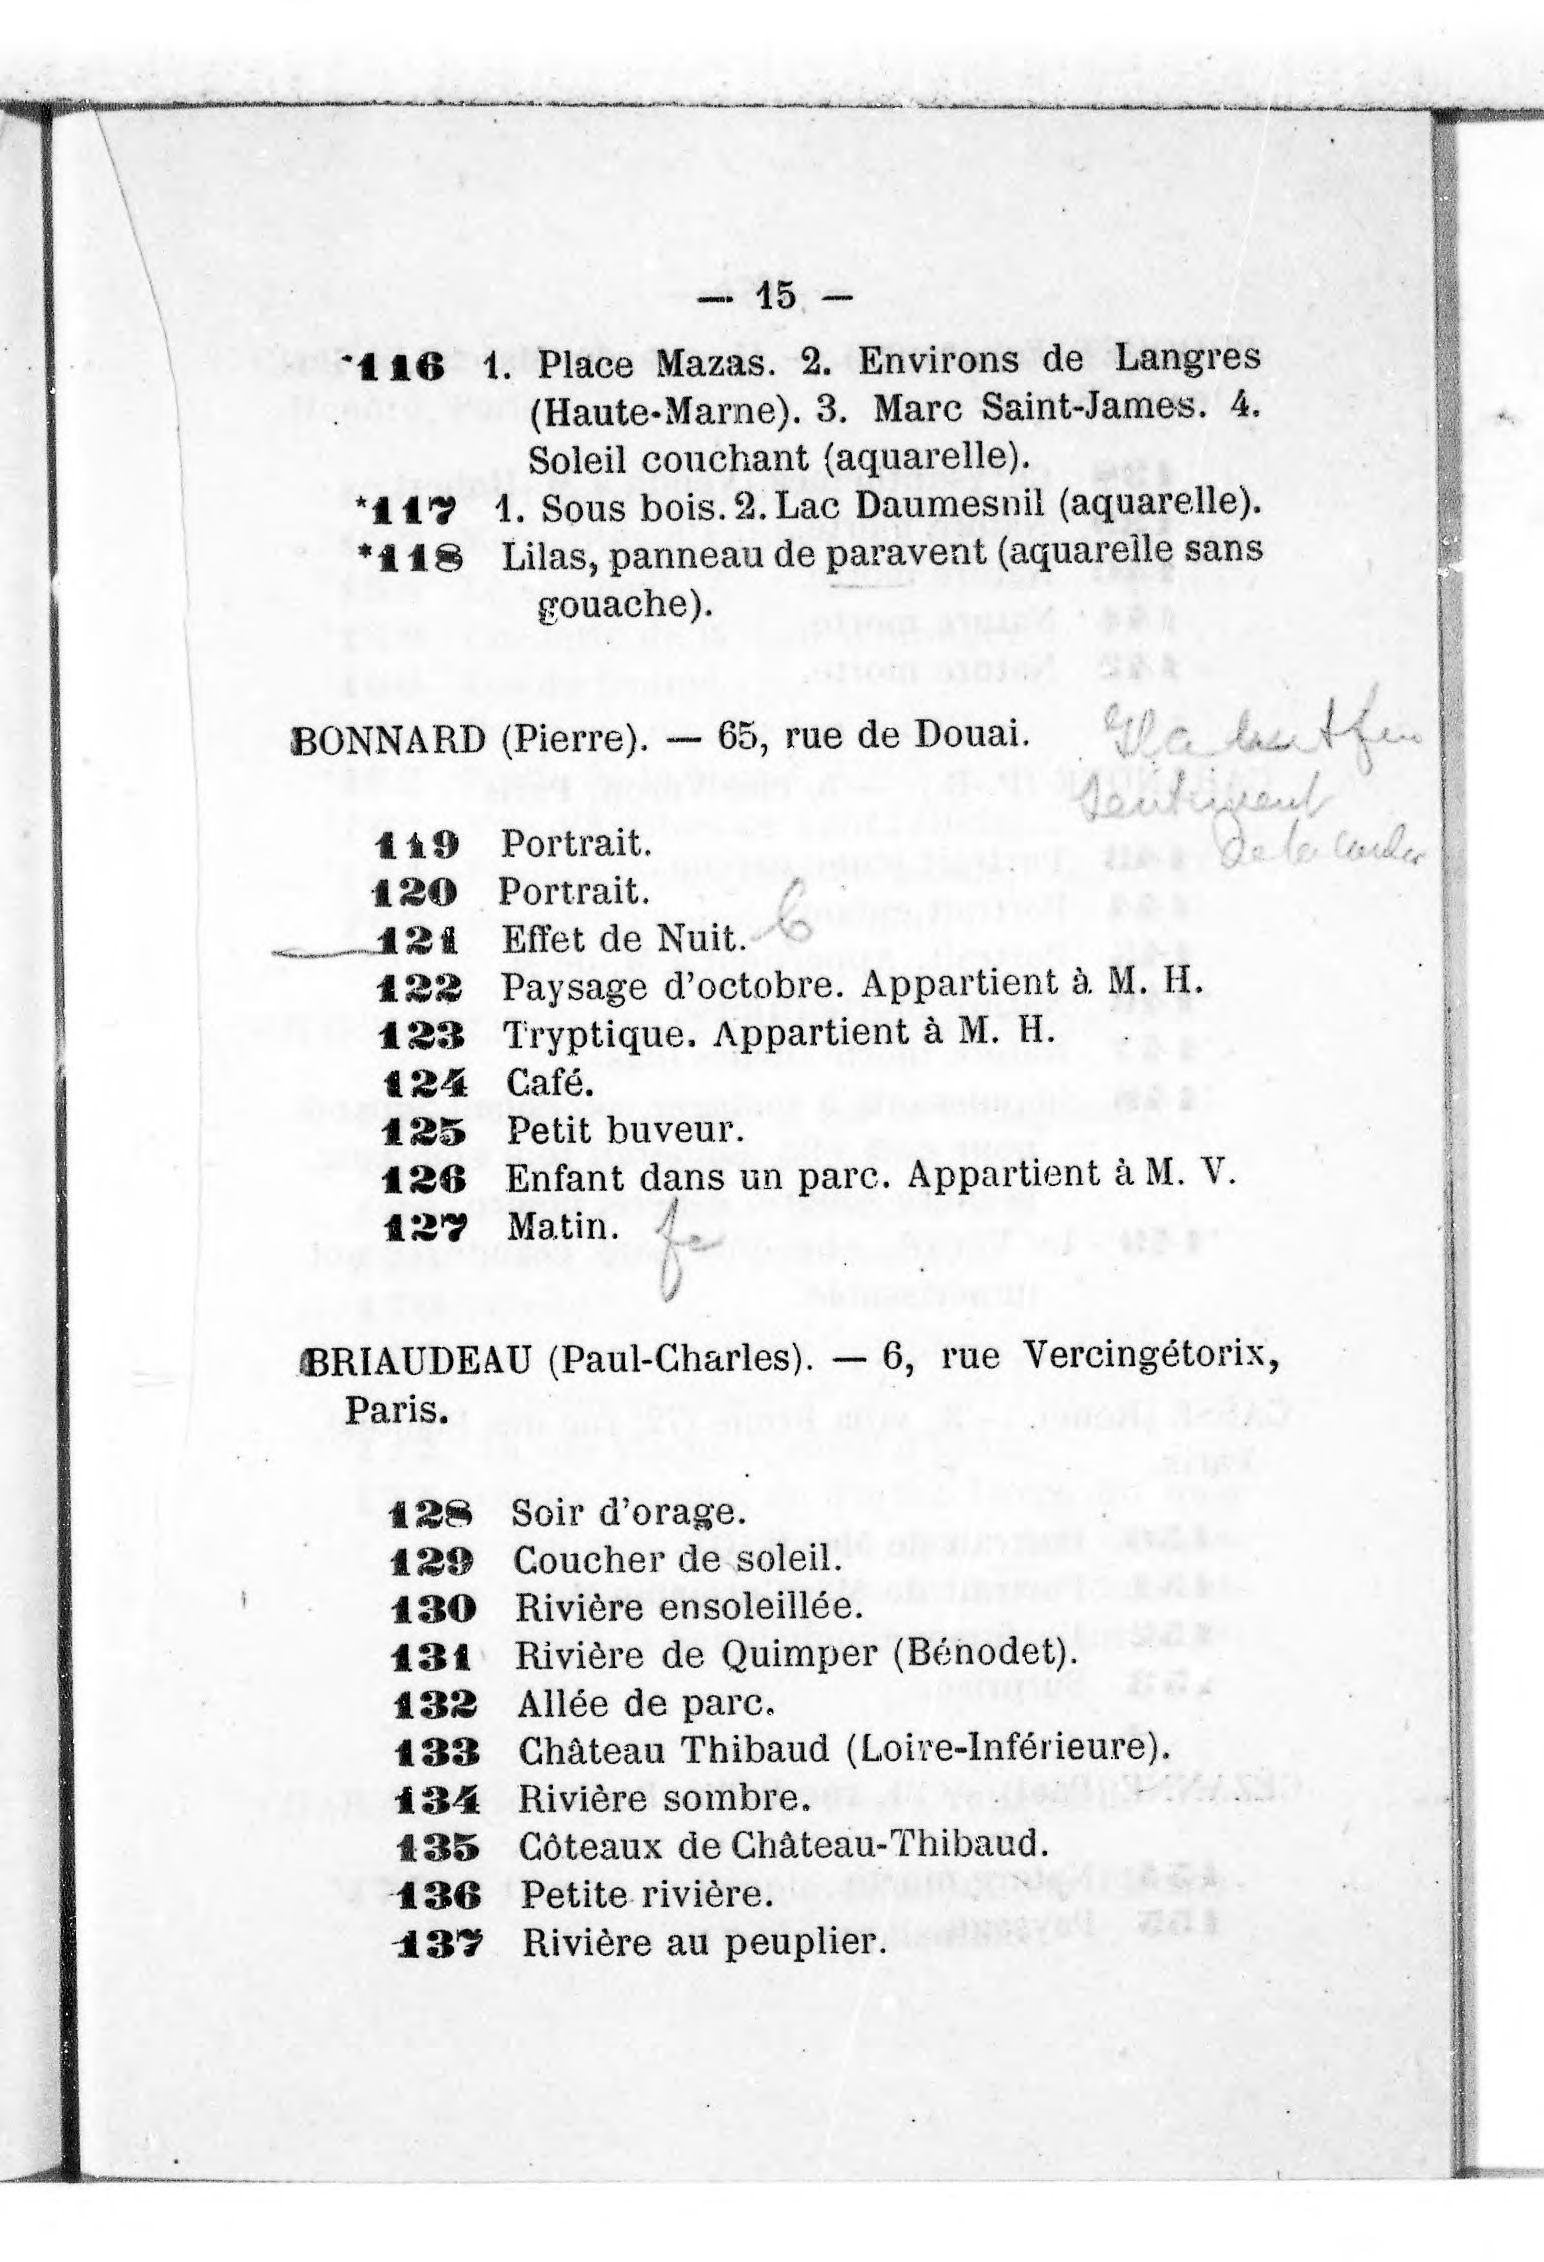 — 15 —
*116 1. Place Mazas. 2. Environs de Langres
(Haute-Marne). 3. Marc Saint-James. 4.
Soleil couchant (aquarelle).
*117 1. Sous bois. 2. Lac Daumesnil (aquarelle).
*118 Lilas, panneau de paravent (aquarelle sans
gouache).
BONNARD (Pierre). — 65, rue de Douai.
sentiment
de la
119 Portrait.
120 Portrait.
121 Effet de Nuit.
122 Paysage d'octobre. Appartient à M. H.
123 Tryptique. Appartient à M. H.
124 Café.
125 Petit buveur.
126 Enfant dans un parc. Appartient à M. V.
127 Matin.
BRIAUDEAU (Paul-Charles). — 6, rue Vercingétorix,
Paris.
128 Soir d'orage.
129 Coucher de soleil.
130 Rivière ensoleillée.
131 Rivière de Quimper (Bénodet).
132 Allée de parc.
133 Château Thibaud (Loire-Inférieure).
134 Rivière sombre.
135 Côteaux de Château-Thibaud.
136 Petite rivière.
137 Rivière au peuplier.